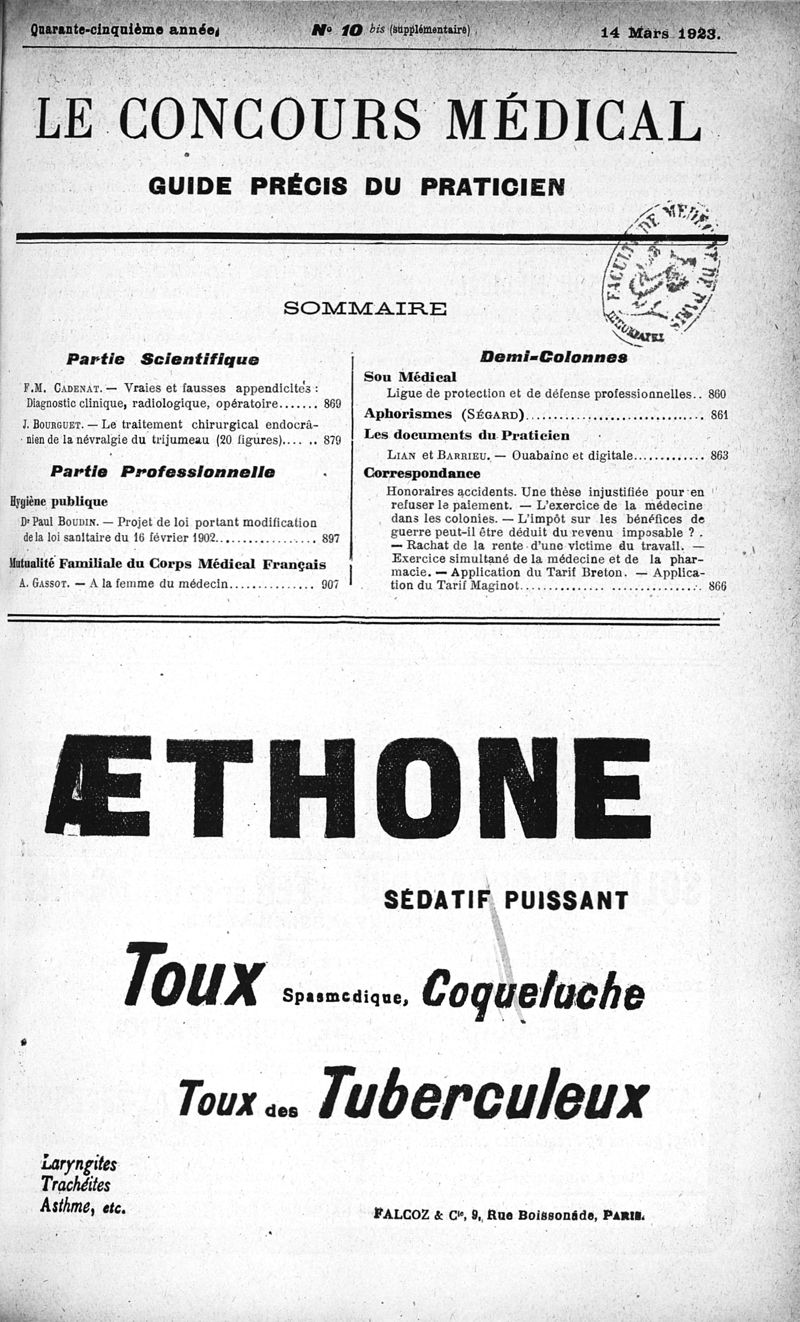 Quarante-cinquième année,
N° 10 bis (supplémentaire)
14 Mars 1923.
LE CONCOURS MÉDICAL
GUIDE PRÉCIS DU PRATICIEN
FACULTÉ DE MÉDECINE DE PARIS
SOMMAIRE
Partie Scientifique
F.M. CADENAT. — Vraies et fausses appendicités :
Diagnostic clinique, radiologique, opératoire....... 869
J. BOURGUET. — Le traitement chirurgical endocrâ-
nien de la névralgie du trijumeau (20 figures)..... .. 879
Partie Professionnelle
Hygiène publique
Dr Paul BOUDIN. — Projet de loi portant modification
de la loi sanitaire du 16 février 1902.................. 897
Mutualité Familiale du Corps Médical Français
A. GASSOT. — A la femme du médecin............... 907
Demi-Colonnes
Sou Médical
Ligue de protection et de défense professionnelles.. 860
Aphorismes (SÉGARD).............................. 861
Les documents du Praticien
LIAN et BARRIEU. — Ouabaïne et digitale............. 863
Correspondance
Honoraires accidents. Une thèse injustifiée pour en
refuser le paiement. — L'exercice de la médecine
dans les colonies. — L'impôt sur les bénéfices de
guerre peut-il être déduit du revenu imposable ? .
— Rachat de la rente d'une victime du travail. —
Exercice simultané de la médecine et de la phar-
macie. — Application du Tarif Breton. — Applica-
tion du Tarif Maginot............... ............... 866
ÆTHONE
SÉDATIF PUISSANT
Toux Spasmodique, Coqueluche
Toux des Tuberculeux
Laryngites
Trachéites
Asthme, etc.
FALCOZ & Cie, 9, Rue Boissonade, PARIS.